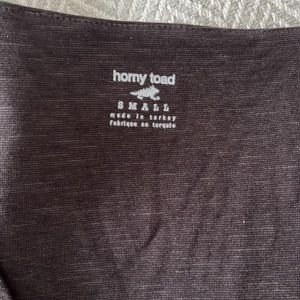 horny toad
SMALL
made in turkey
fabriqué en turquie